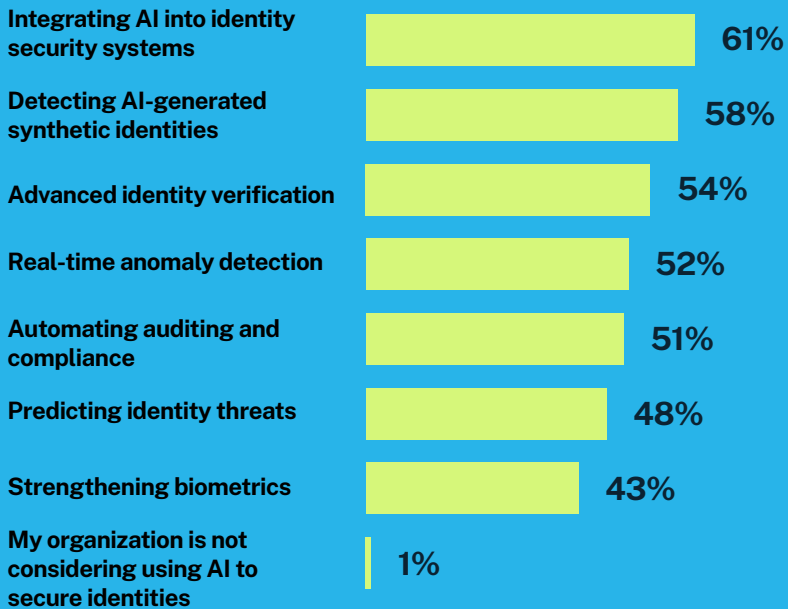 Integrating AI into identity
security systems
61%
Detecting AI-generated
synthetic identities
58%
Advanced identity verification
54%
Real-time anomaly detection
52%
Automating auditing and
compliance
51%
Predicting identity threats
48%
Strengthening biometrics
43%
My organization is not
considering using AI to
secure identities
1%